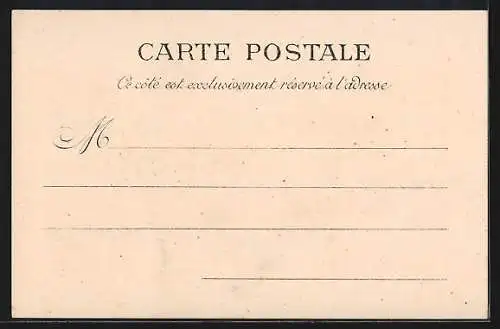 CARTE POSTALE
Ce côté est exclusivement réservé à l'adresse
M